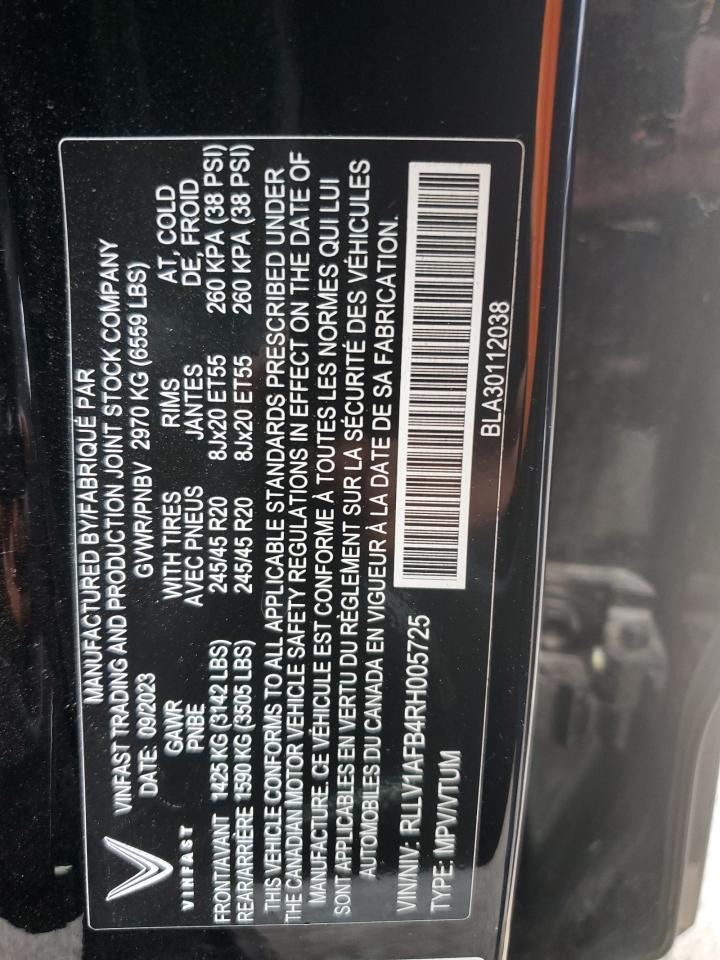 MANUFACTURED BY/FABRIQUÉ PAR
VINFAST TRADING AND PRODUCTION JOINT STOCK COMPANY
DATE: 09/2023 GVWR/PNBV 2970 KG (6559 LBS)
GAWR WITH TIRES RIMS AT, COLD
PNBE AVEC PNEUS JANTES DE, FROID
VINFAST
FRONT/AVANT 1425 KG (3142 LBS) 245/45 R20 8Jx20 ET55 260 KPA (38 PSI)
REAR/ARRIÈRE 1590 KG (3505 LBS) 245/45 R20 8Jx20 ET55 260 KPA (38 PSI)
THIS VEHICLE CONFORMS TO ALL APPLICABLE STANDARDS PRESCRIBED UNDER
THE CANADIAN MOTOR VEHICLE SAFETY REGULATIONS IN EFFECT ON THE DATE OF
MANUFACTURE. CE VÉHICULE EST CONFORME À TOUTES LES NORMES QUI LUI
SONT APPLICABLES EN VERTU DU RÈGLEMENT SUR LA SÉCURITÉ DES VÉHICULES
AUTOMOBILES DU CANADA EN VIGUEUR À LA DATE DE SA FABRICATION.
VIN/NIV: RLLV1AFB4RH005725
TYPE: MPV/VTUM
BLA30112038